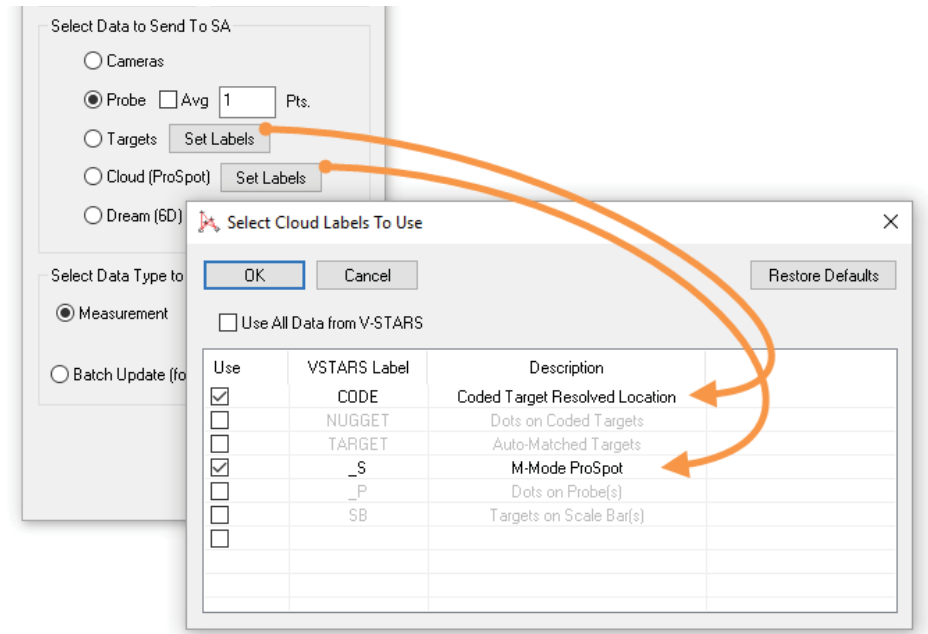 Select Data to Send To SA
Cameras
Probe Avg 1 Pts.
Targets Set Labels
Cloud (ProSpot) Set Labels
Dream (6D)
Select Data Type to
Measurement
Batch Update (fo
Select Cloud Labels To Use
OK Cancel Restore Defaults
Use All Data from V-STARS
Use VSTARS Label Description
CODE Coded Target Resolved Location
NUGGET Dots on Coded Targets
TARGET Auto-Matched Targets
_S M-Mode ProSpot
_P Dots on Probe(s)
SB Targets on Scale Bar(s)